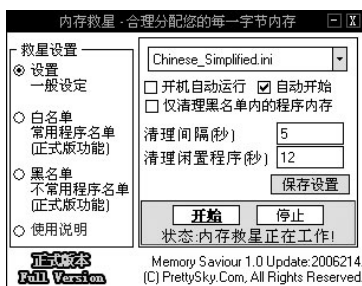 内存救星 - 合理分配您的每一字节内存
救星设置
设置
一般设定
白名单
常用程序名单
(正式版功能)
黑名单
不常用程序名单
(正式版功能)
使用说明
正式版本
Full Version
Chinese_Simplified.ini
开机自动运行 自动开始
仅清理黑名单内的程序内存
清理间隔(秒) 5
清理闲置程序(秒) 12
保存设置
开始 停止
状态:内存救星正在工作!
Memory Saviour 1.0 Update:2006214
(C) PrettySky.Com, All Rights Reserved